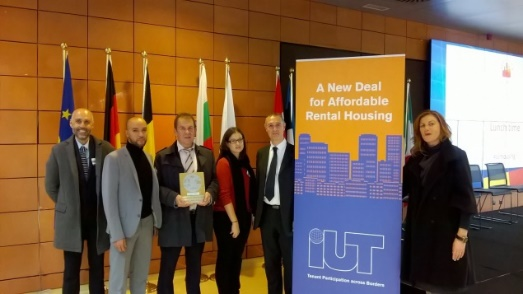 A New Deal
for Affordable
Rental Housing
iUT
Tenant Participation across Borders